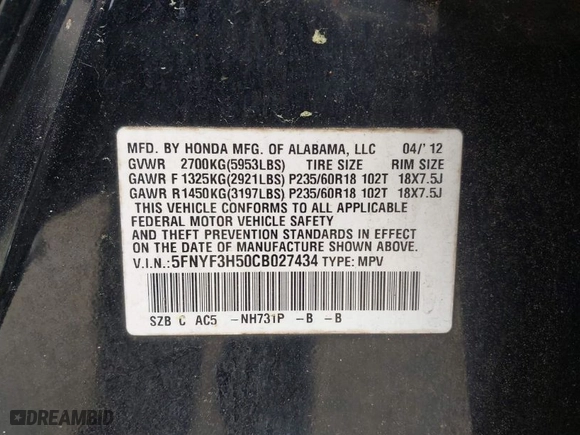 MFD. BY HONDA MFG. OF ALABAMA, LLC 04/'12
GVWR 2700KG(5953LBS) TIRE SIZE RIM SIZE
GAWR F 1325KG(2921LBS) P235/60R18 102T 18X7.5J
GAWR R 1450KG(3197LBS) P235/60R18 102T 18X7.5J
THIS VEHICLE CONFORMS TO ALL APPLICABLE
FEDERAL MOTOR VEHICLE SAFETY
AND THEFT PREVENTION STANDARDS IN EFFECT
ON THE DATE OF MANUFACTURE SHOWN ABOVE.
V.I.N.:5FNYF3H50CB027434 TYPE: MPV
SZB C AC5 -NH731P -B -B
DREAMBID